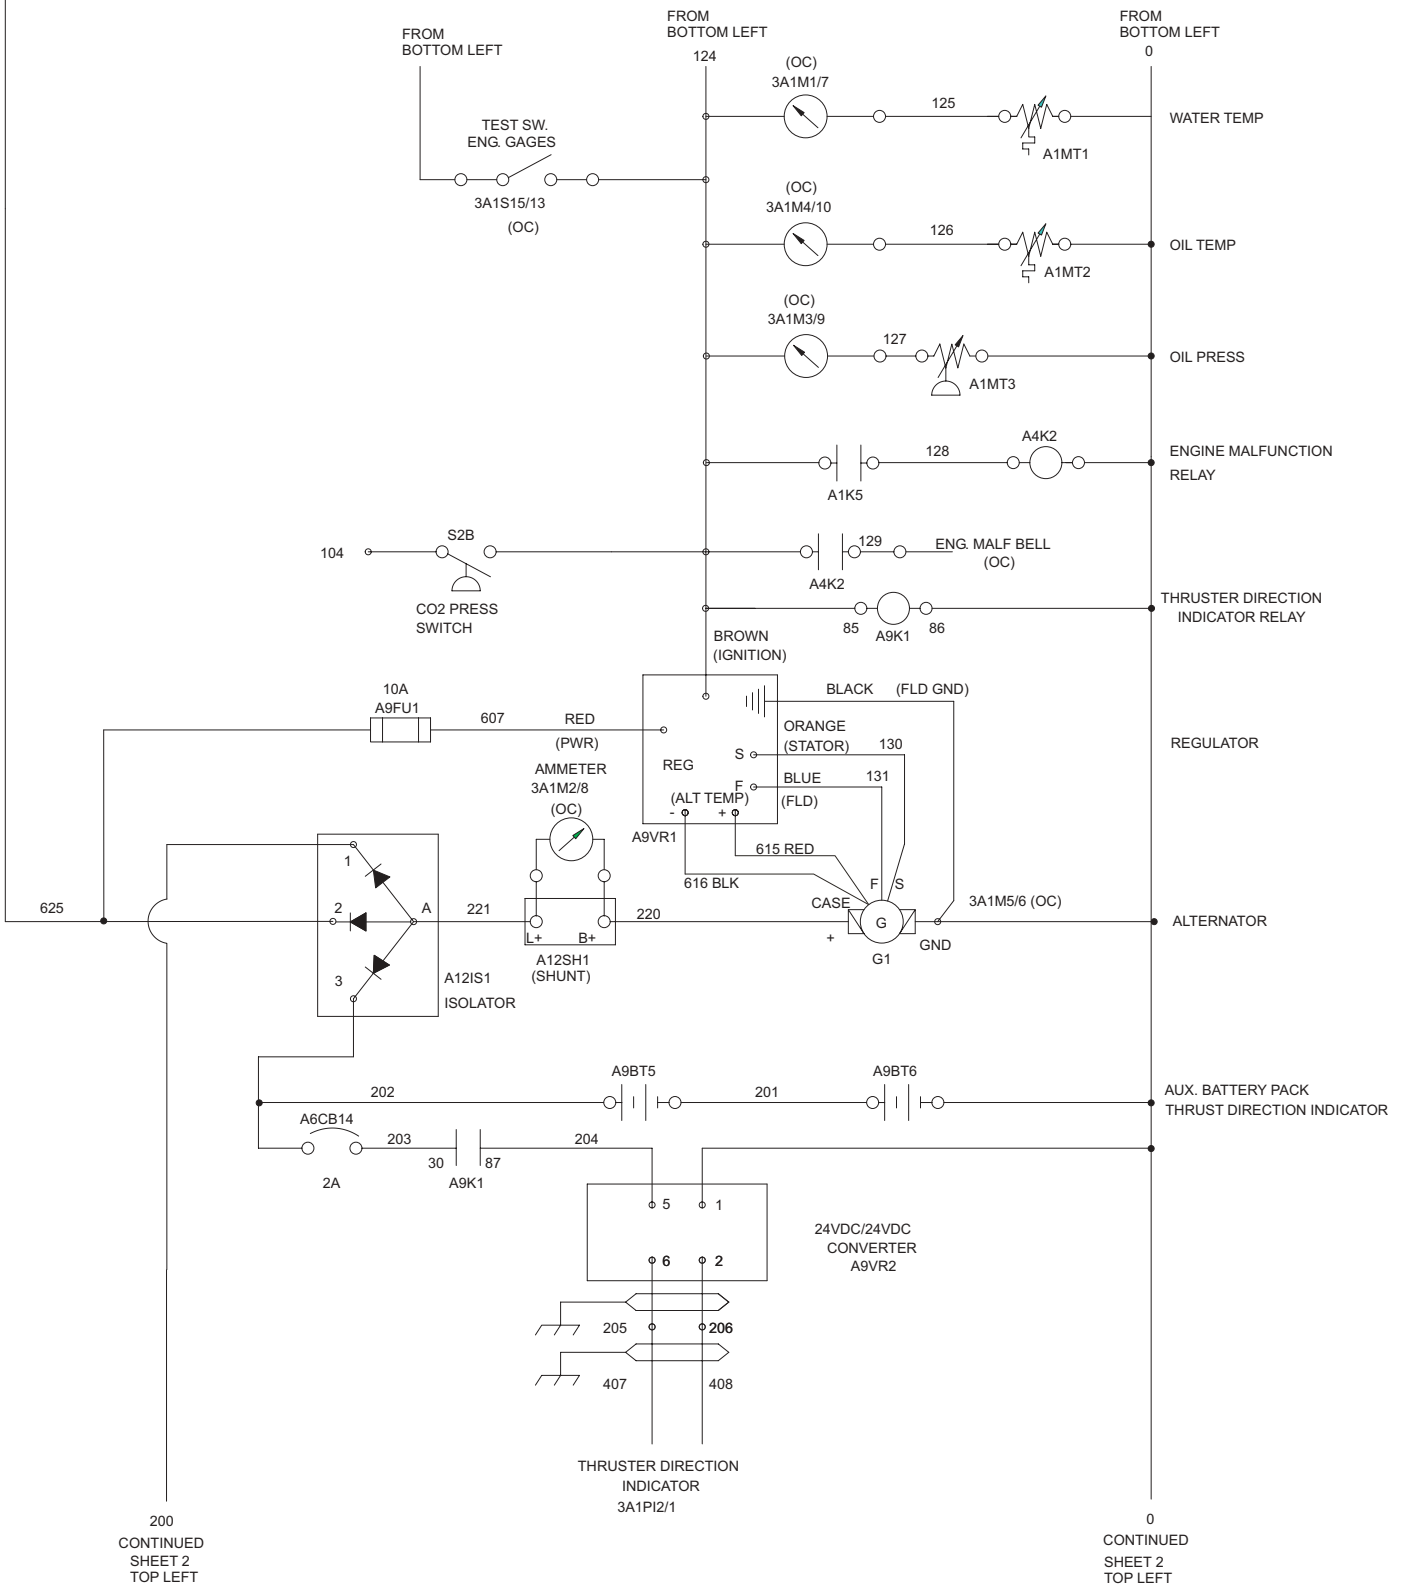 FROM
BOTTOM LEFT
FROM
BOTTOM LEFT
124
FROM
BOTTOM LEFT
0
(OC)
3A1M1/7
125
A1MT1
WATER TEMP
TEST SW.
ENG. GAGES
3A1S15/13
(OC)
(OC)
3A1M4/10
126
A1MT2
OIL TEMP
(OC)
3A1M3/9
127
A1MT3
OIL PRESS
A1K5
128
A4K2
ENGINE MALFUNCTION
RELAY
104
S2B
CO2 PRESS
SWITCH
A4K2
129
ENG. MALF BELL
(OC)
85
A9K1
86
THRUSTER DIRECTION
INDICATOR RELAY
BROWN
(IGNITION)
10A
A9FU1
607
RED
(PWR)
BLACK (FLD GND)
ORANGE
(STATOR)
130
S
REG
F
BLUE
(FLD)
131
(ALT TEMP)
-
+
A9VR1
REGULATOR
AMMETER
3A1M2/8
(OC)
615 RED
616 BLK
F
S
CASE
3A1M5/6 (OC)
G
+
G1
GND
ALTERNATOR
625
1
2
3
A
A12IS1
ISOLATOR
221
L+
B+
A12SH1
(SHUNT)
220
202
A9BT5
201
A9BT6
AUX. BATTERY PACK
THRUST DIRECTION INDICATOR
A6CB14
2A
203
30
87
A9K1
204
5
1
6
2
24VDC/24VDC
CONVERTER
A9VR2
205
206
407
408
THRUSTER DIRECTION
INDICATOR
3A1PI2/1
200
CONTINUED
SHEET 2
TOP LEFT
0
CONTINUED
SHEET 2
TOP LEFT